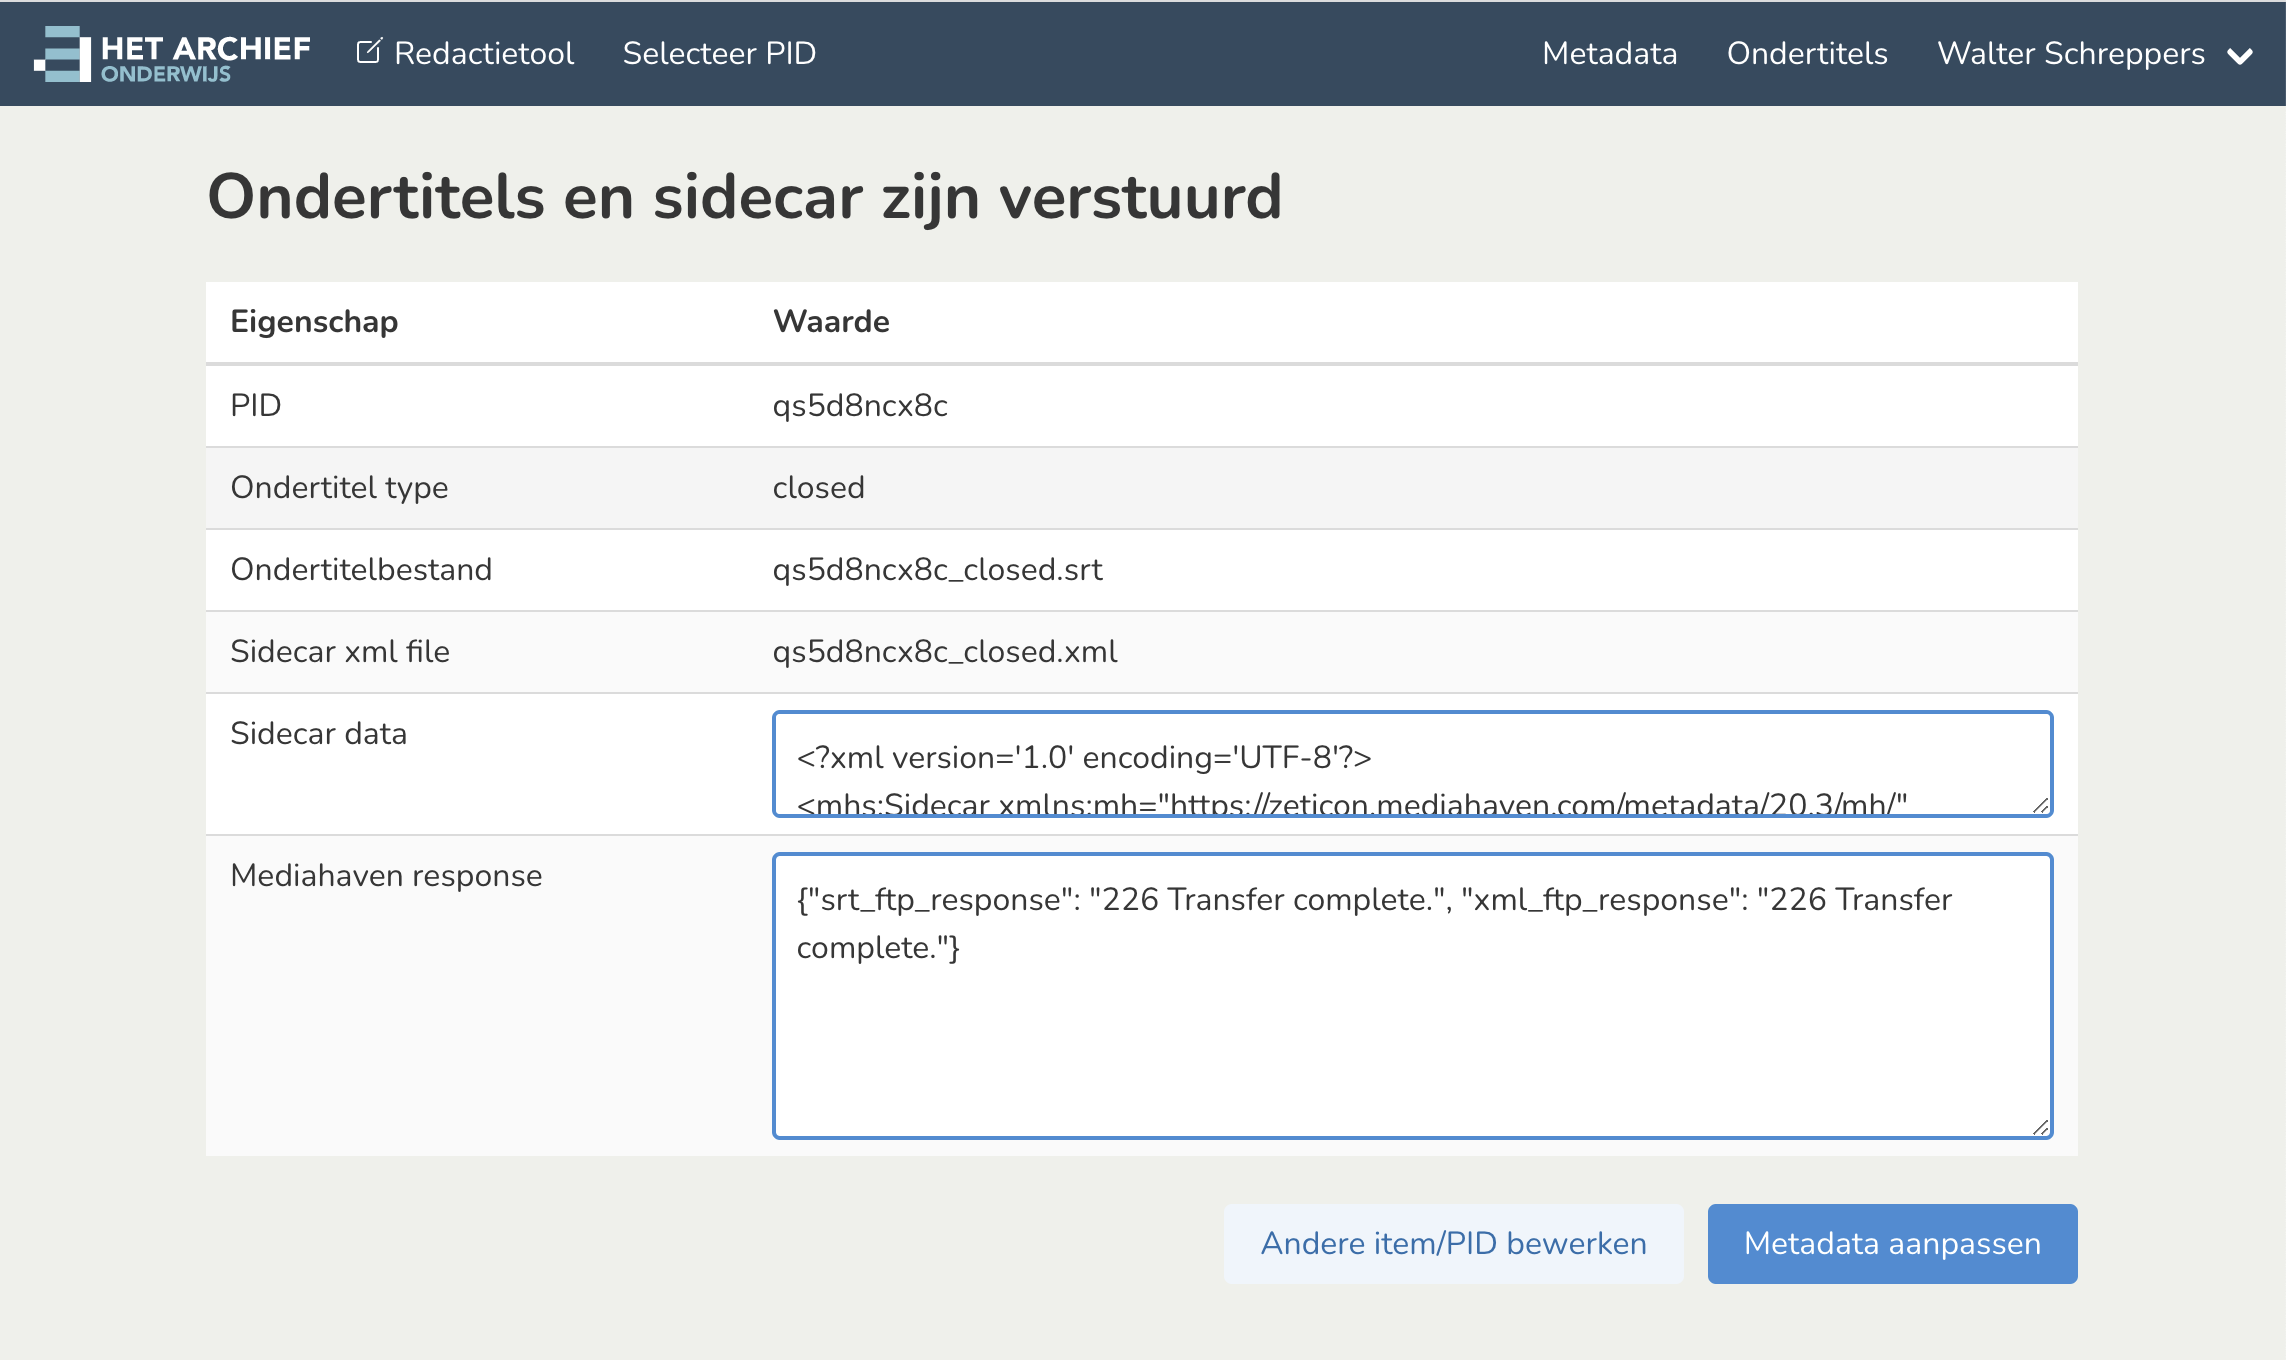 HET ARCHIEF
ONDERWIJS
Redactietool
Selecteer PID
Metadata
Ondertitels
Walter Schreppers
Ondertitels en sidecar zijn verstuurd
Eigenschap
Waarde
PID
qs5d8ncx8c
Ondertitel type
closed
Ondertitelbestand
qs5d8ncx8c_closed.srt
Sidecar xml file
qs5d8ncx8c_closed.xml
Sidecar data
<?xml version='1.0' encoding='UTF-8'?>
<mhs:Sidecar xmlns:mh="https://zeticon.mediahaven.com/metadata/20.3/mh/"
Mediahaven response
{"srt_ftp_response": "226 Transfer complete.", "xml_ftp_response": "226 Transfer
complete."}
Andere item/PID bewerken
Metadata aanpassen